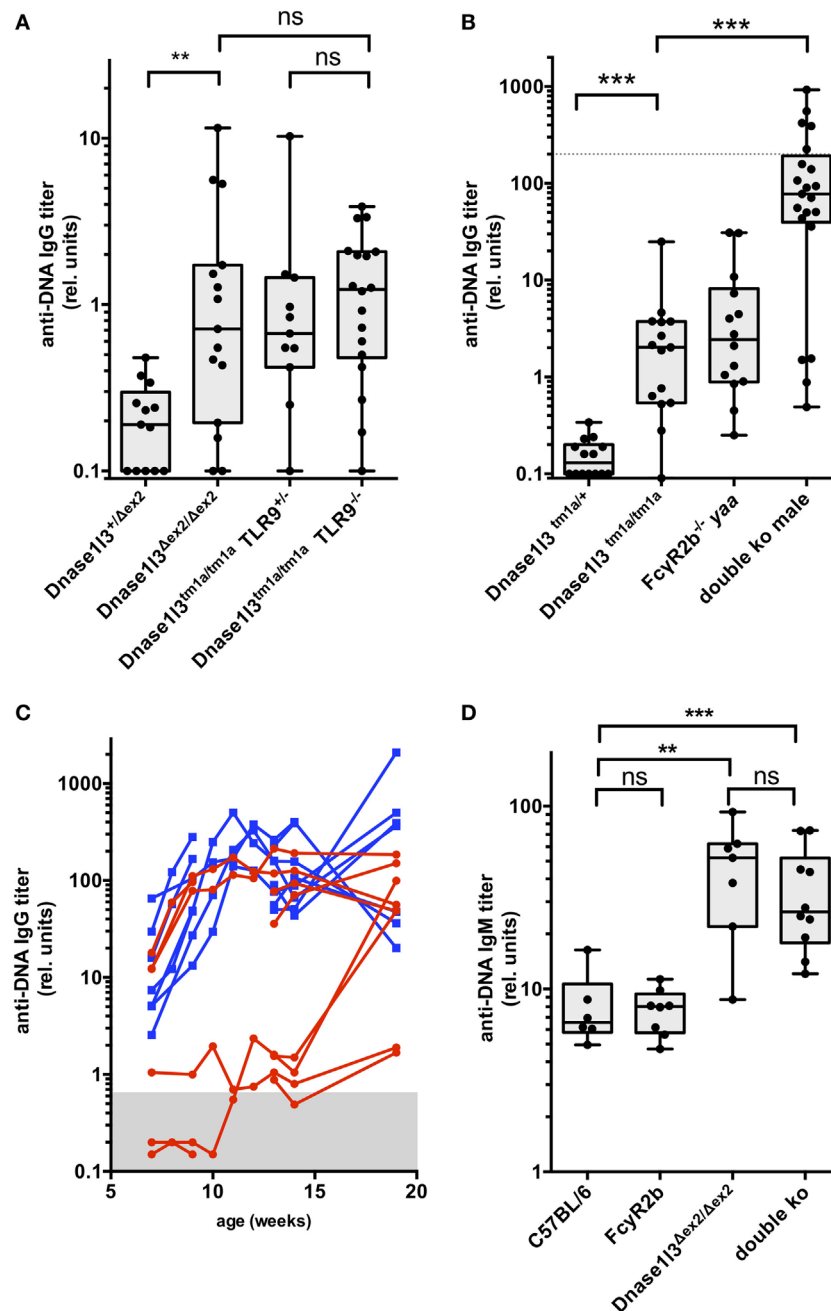 A
ns
**
ns
10
1
0.1
anti-DNA IgG titer
(rel. units)
Dnase1l3+/Δex2
Dnase1l3Δex2/Δex2
Dnase1l3tm1a/tm1a TLR9+/-
Dnase1l3tm1a/tm1a TLR9-/-
B
***
***
1000
100
10
1
0.1
anti-DNA IgG titer
(rel. units)
Dnase1l3 tm1a/+
Dnase1l3 tm1a/tm1a
FcγR2b-/- yaa
double ko male
C
1000
100
10
1
0.1
anti-DNA IgG titer
(rel. units)
5 10 15 20
age (weeks)
D
***
**
ns
ns
100
10
1
anti-DNA IgM titer
(rel. units)
C57BL/6
FcγR2b
Dnase1l3Δex2/Δex2
double ko